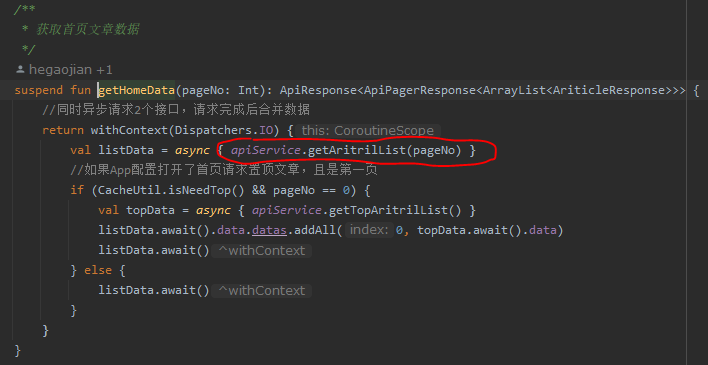 /**
* 获取首页文章数据
*/
hegaojian +1
suspend fun getHomeData(pageNo: Int): ApiResponse<ApiPagerResponse<ArrayList<AriticleResponse>>> {
//同时异步请求2个接口，请求完成后合并数据
return withContext(Dispatchers.IO) { this: CoroutineScope
val listData = async { apiService.getAritrilList(pageNo) }
//如果App配置打开了首页请求置顶文章，且是第一页
if (CacheUtil.isNeedTop() && pageNo == 0) {
val topData = async { apiService.getTopAritrilList() }
listData.await().data.datas.addAll( index: 0, topData.await().data)
listData.await() ^withContext
} else {
listData.await() ^withContext
}
}
}